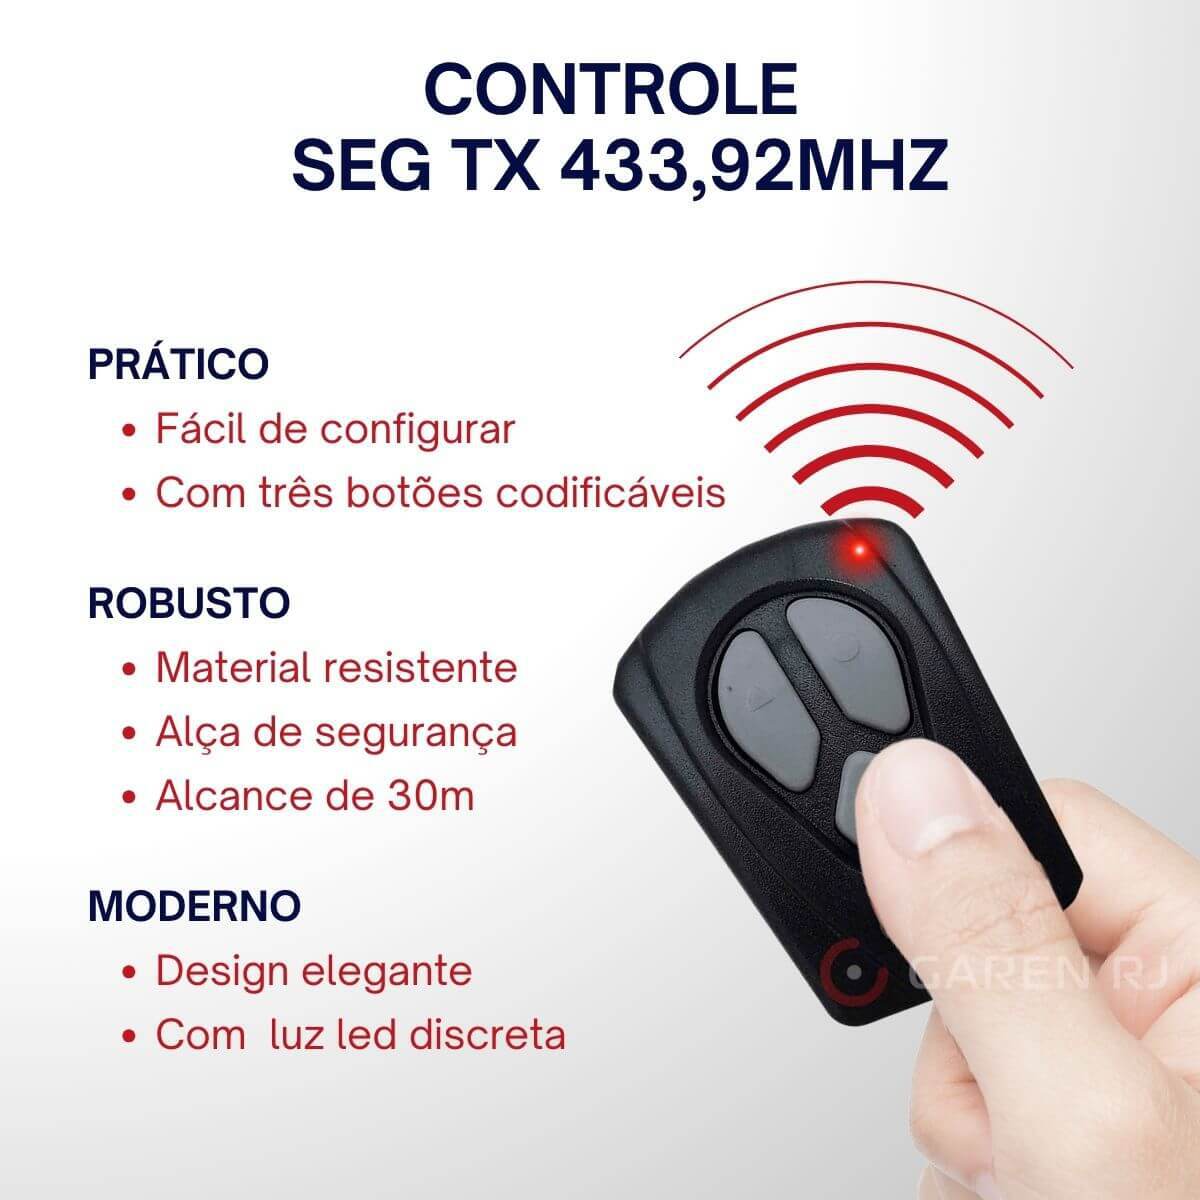 CONTROLE
SEG TX 433,92MHZ
PRÁTICO
• Fácil de configurar
• Com três botões codificáveis
ROBUSTO
• Material resistente
• Alça de segurança
• Alcance de 30m
MODERNO
• Design elegante
• Com luz led discreta
GAREN RJ